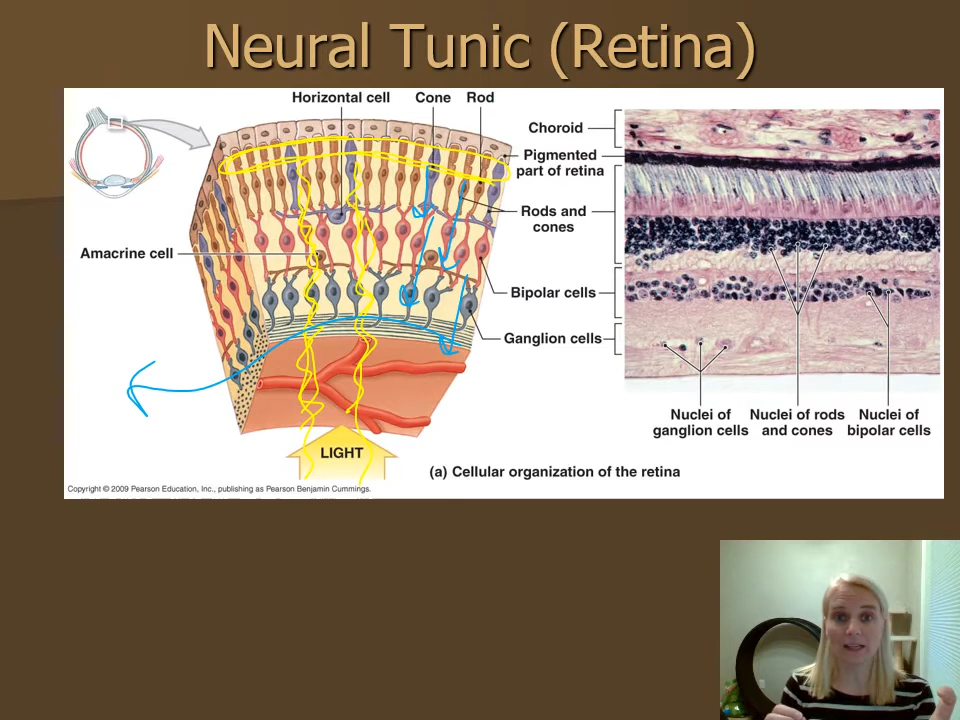 Neural Tunic (Retina)
Horizontal cell
Cone
Rod
Choroid
Pigmented
part of retina
Rods and
cones
Amacrine cell
Bipolar cells
Ganglion cells
Nuclei of
ganglion cells
Nuclei of rods
and cones
Nuclei of
bipolar cells
LIGHT
(a) Cellular organization of the retina
Copyright © 2009 Pearson Education, Inc., publishing as Pearson Benjamin Cummings.